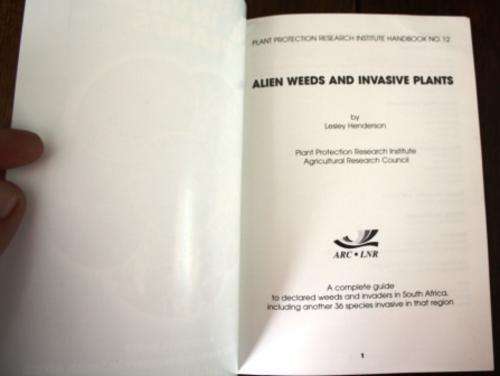 PLANT PROTECTION RESEARCH INSTITUTE HANDBOOK NO 12
ALIEN WEEDS AND INVASIVE PLANTS
by
Lesley Henderson
Plant Protection Research Institute
Agricultural Research Council
ARC • LNR
A complete guide
to declared weeds and invaders in South Africa,
including another 36 species invasive in that region
1